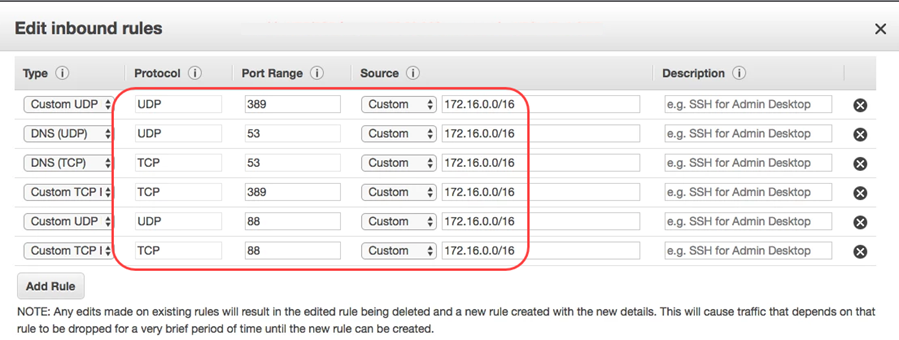 Edit inbound rules
Type Protocol Port Range Source Description
Custom UDP UDP 389 Custom 172.16.0.0/16 e.g. SSH for Admin Desktop
DNS (UDP) UDP 53 Custom 172.16.0.0/16 e.g. SSH for Admin Desktop
DNS (TCP) TCP 53 Custom 172.16.0.0/16 e.g. SSH for Admin Desktop
Custom TCP I TCP 389 Custom 172.16.0.0/16 e.g. SSH for Admin Desktop
Custom UDP UDP 88 Custom 172.16.0.0/16 e.g. SSH for Admin Desktop
Custom TCP I TCP 88 Custom 172.16.0.0/16 e.g. SSH for Admin Desktop
Add Rule
NOTE: Any edits made on existing rules will result in the edited rule being deleted and a new rule created with the new details. This will cause traffic that depends on that
rule to be dropped for a very brief period of time until the new rule can be created.